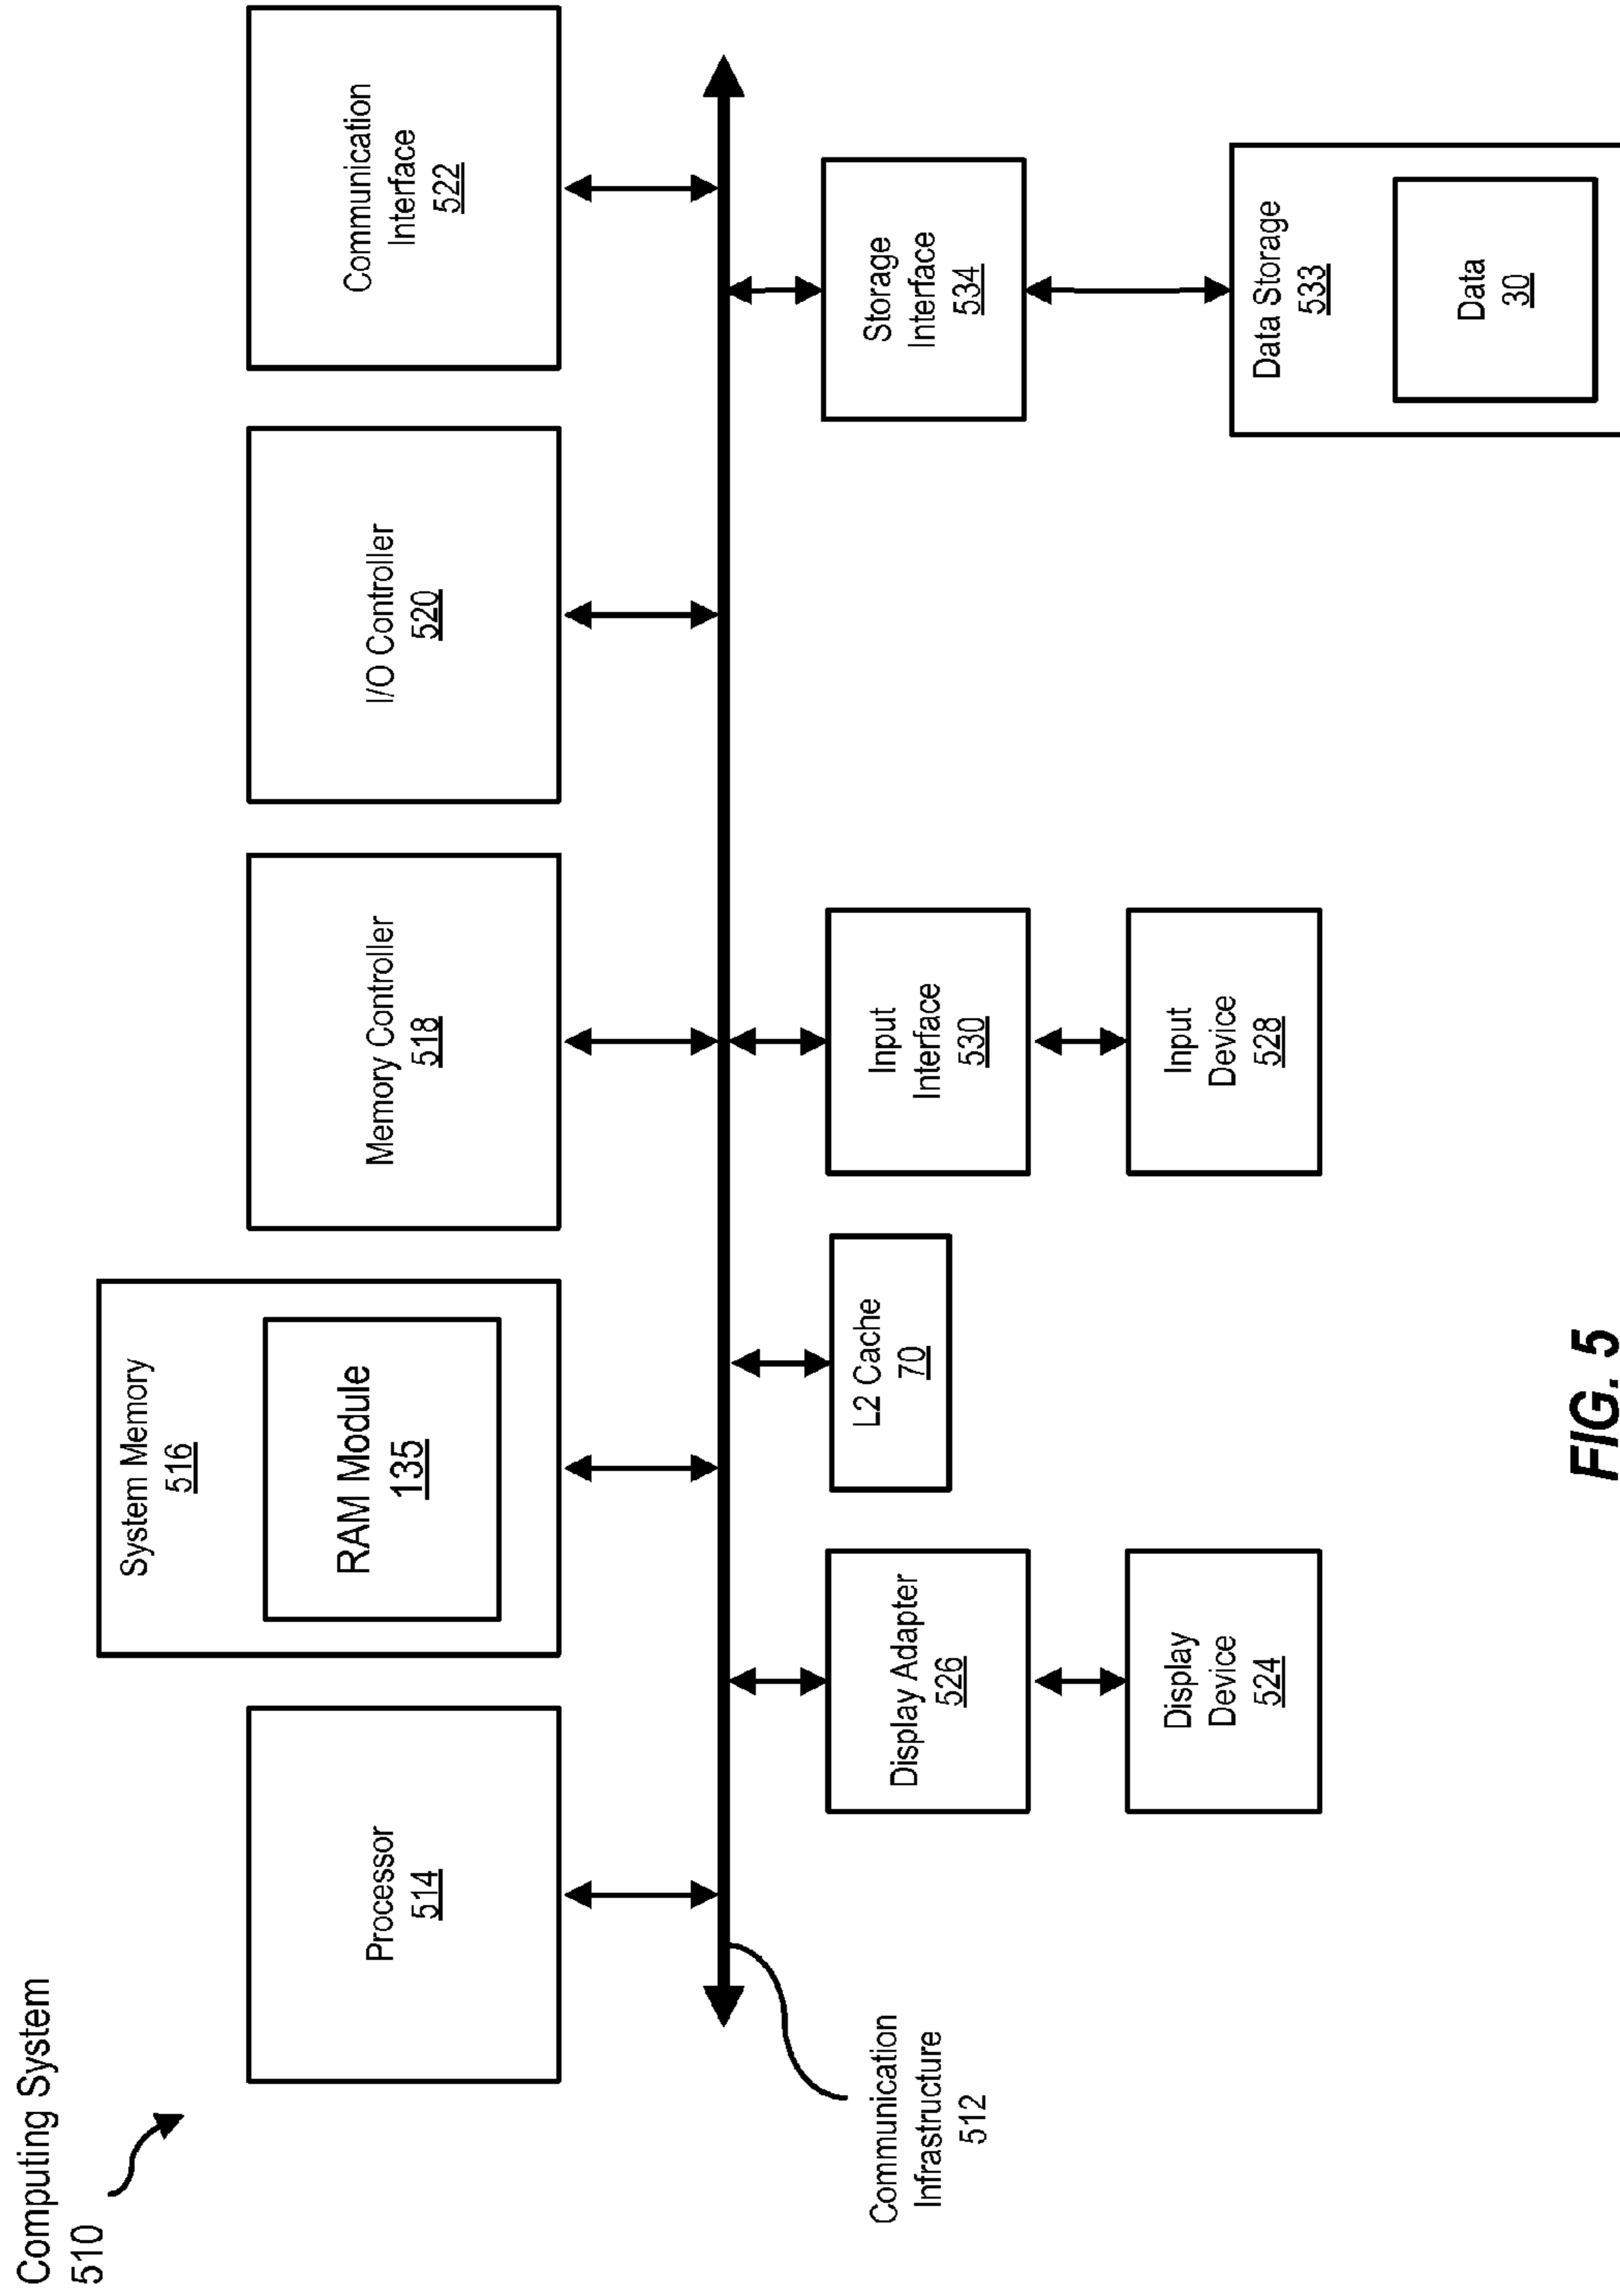 Computing System
510
Processor
514
System Memory
516
RAM Module
135
Memory Controller
518
I/O Controller
520
Communication
Interface
522
Communication
Infrastructure
512
Display Adapter
526
L2 Cache
70
Input
Interface
530
Storage
Interface
534
Display
Device
524
Input
Device
528
Data Storage
533
Data
30
FIG. 5